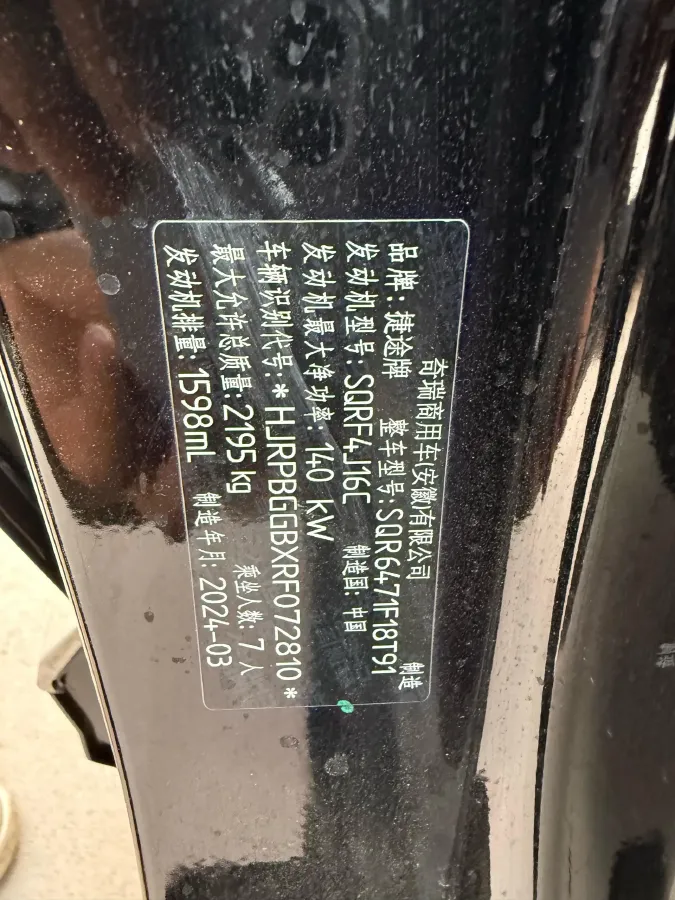 奇瑞商用车(安徽)有限公司 制造
品牌：捷途牌 整车型号：SQR6471F18T91
发动机型号：SQRF4J16C 制造国：中国
发动机最大净功率：140 kW
车辆识别代号：*HJRPBGGBXRF072810*
最大允许总质量：2195 kg 乘坐人数：7 人
发动机排量：1598mL 制造年月：2024-03